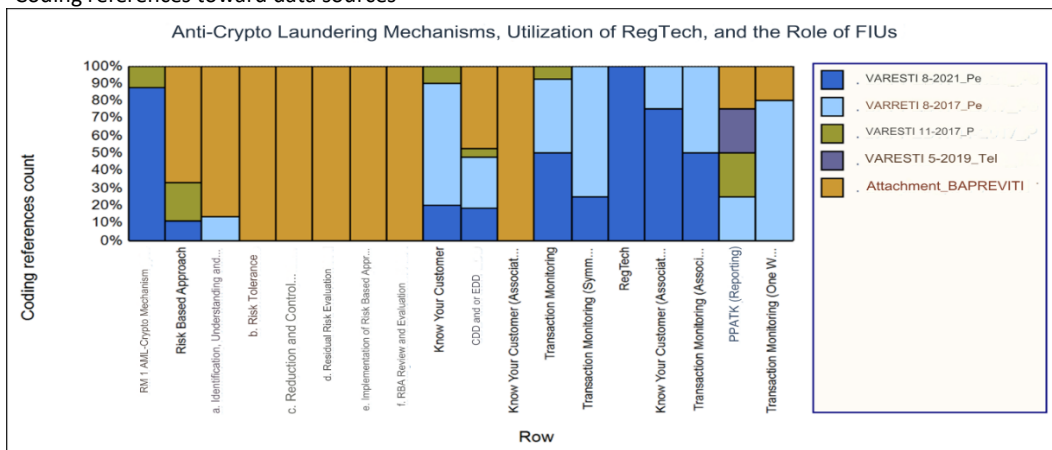 Coding references toward data sources
Anti-Crypto Laundering Mechanisms, Utilization of RegTech, and the Role of FIUs
Coding references count
100%
90%
80%
70%
60%
50%
40%
30%
20%
10%
0%
RM 1 AML-Crypto Mechanism
Risk Based Approach
a. Identification, Understanding and...
b. Risk Tolerance
c. Reduction and Control...
d. Residual Risk Evaluation
e. Implementation of Risk Based Appr...
f. RBA Review and Evaluation
Know Your Customer
CDD and or EDD
Know Your Customer (Associat...
Transaction Monitoring
Transaction Monitoring (Symm...
RegTech
Know Your Customer (Associat...
Transaction Monitoring (Associ...
PPATK (Reporting)
Transaction Monitoring (One W...
Row
VARESTI 8-2021_Pe
VARRETI 8-2017_Pe
VARESTI 11-2017_P
VARESTI 5-2019_Tel
Attachment_BAPREVITI